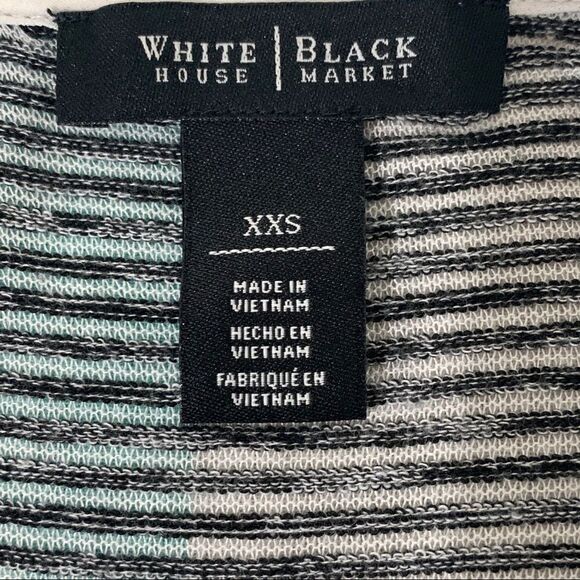 WHITE | BLACK
HOUSE | MARKET
XXS
MADE IN
VIETNAM
HECHO EN
VIETNAM
FABRIQUÉ EN
VIETNAM